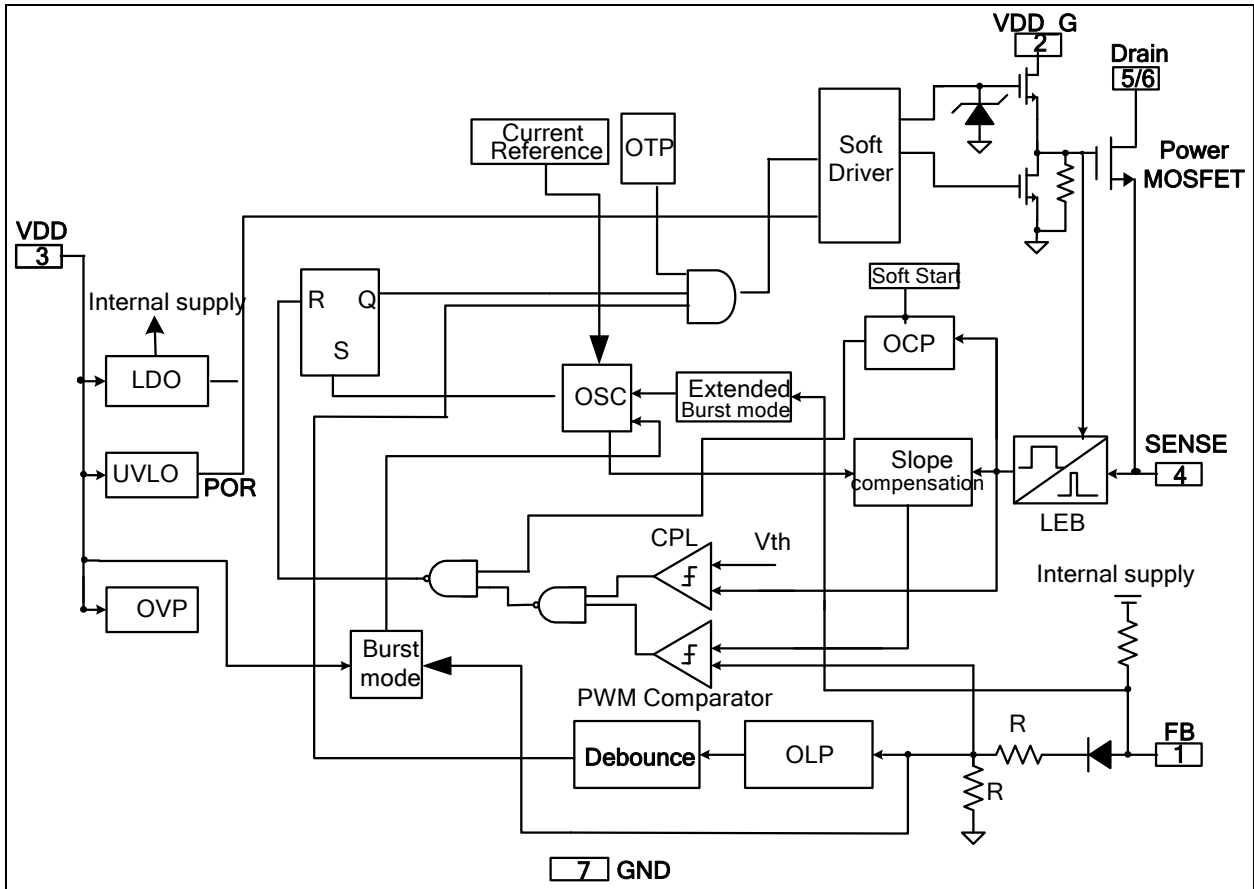 VDD_G
2
Drain
5/6
Current
Reference
OTP
Soft
Driver
Power
MOSFET
VDD
3
Internal supply
R
Q
S
LDO
Soft Start
OCP
OSC
Extended
Burst mode
UVLO
POR
Slope
compensation
SENSE
4
LEB
CPL
Vth
Internal supply
OVP
Burst
mode
PWM Comparator
Debounce
OLP
R
R
FB
1
7
GND